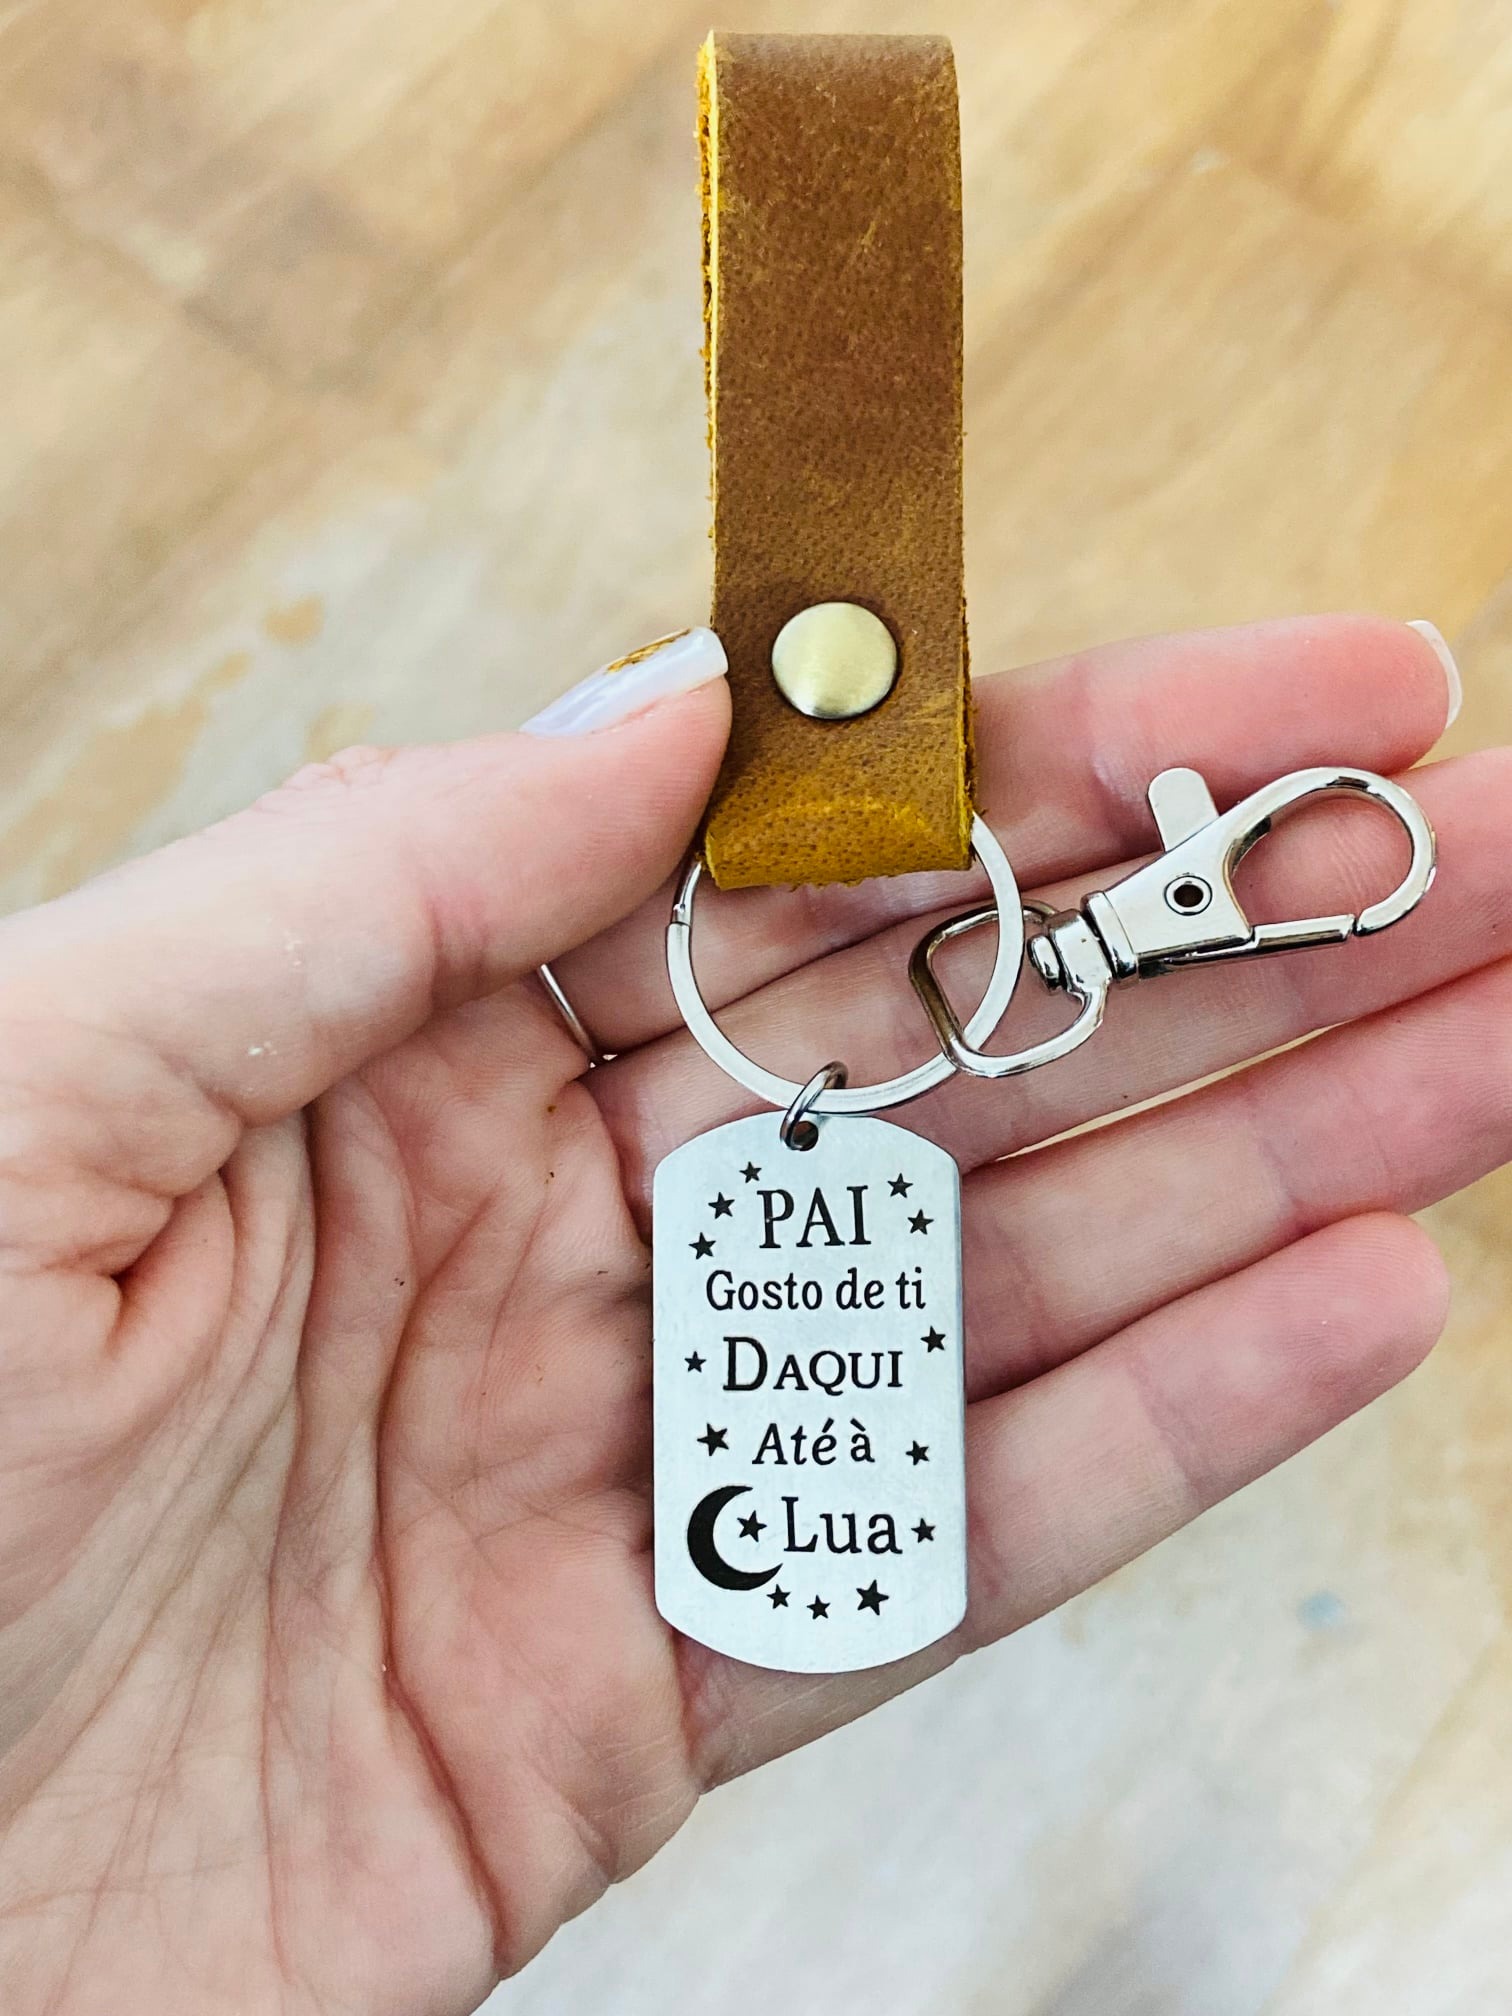 PAI
Gosto de ti
DAQUI
Até à
Lua